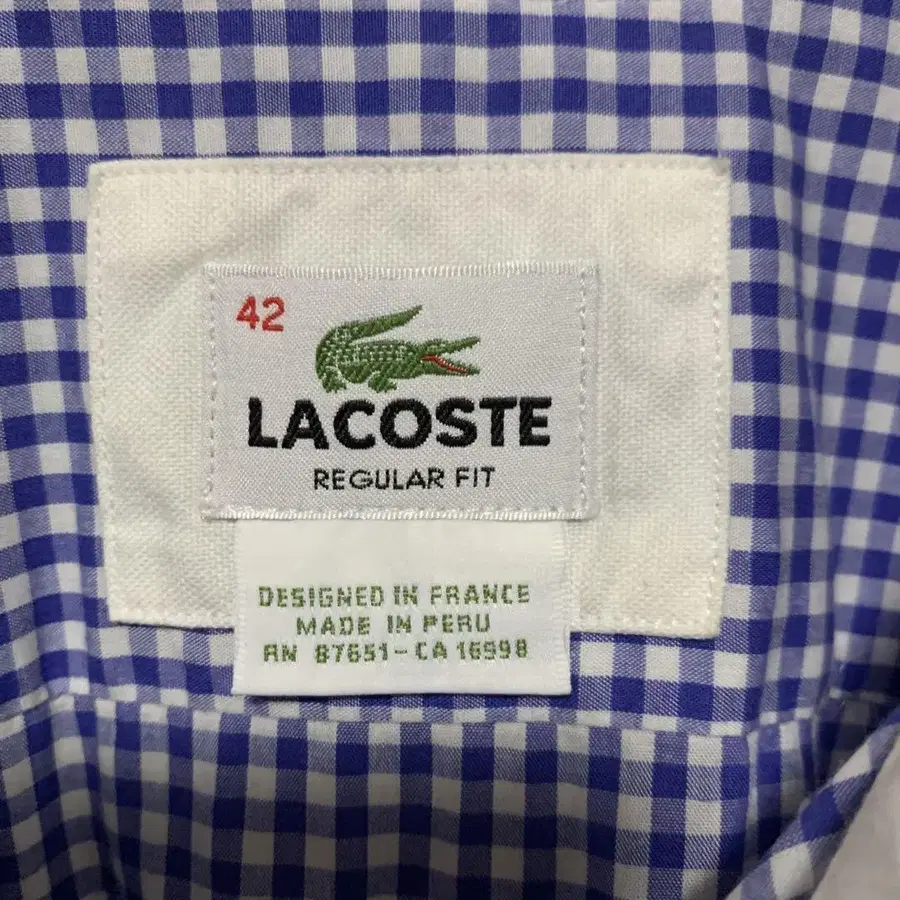 42
LACOSTE
REGULAR FIT
DESIGNED IN FRANCE
MADE IN PERU
RN 87651-CA 16998